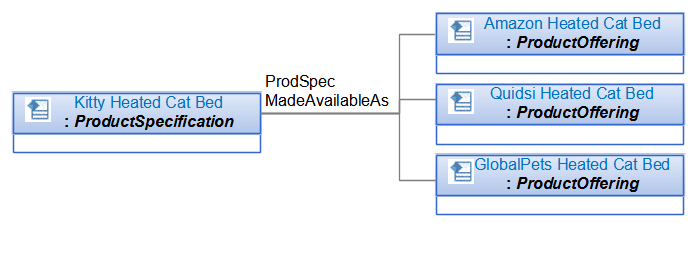 Kitty Heated Cat Bed
: ProductSpecification
ProdSpec
MadeAvailableAs
Amazon Heated Cat Bed
: ProductOffering
Quidsi Heated Cat Bed
: ProductOffering
GlobalPets Heated Cat Bed
: ProductOffering